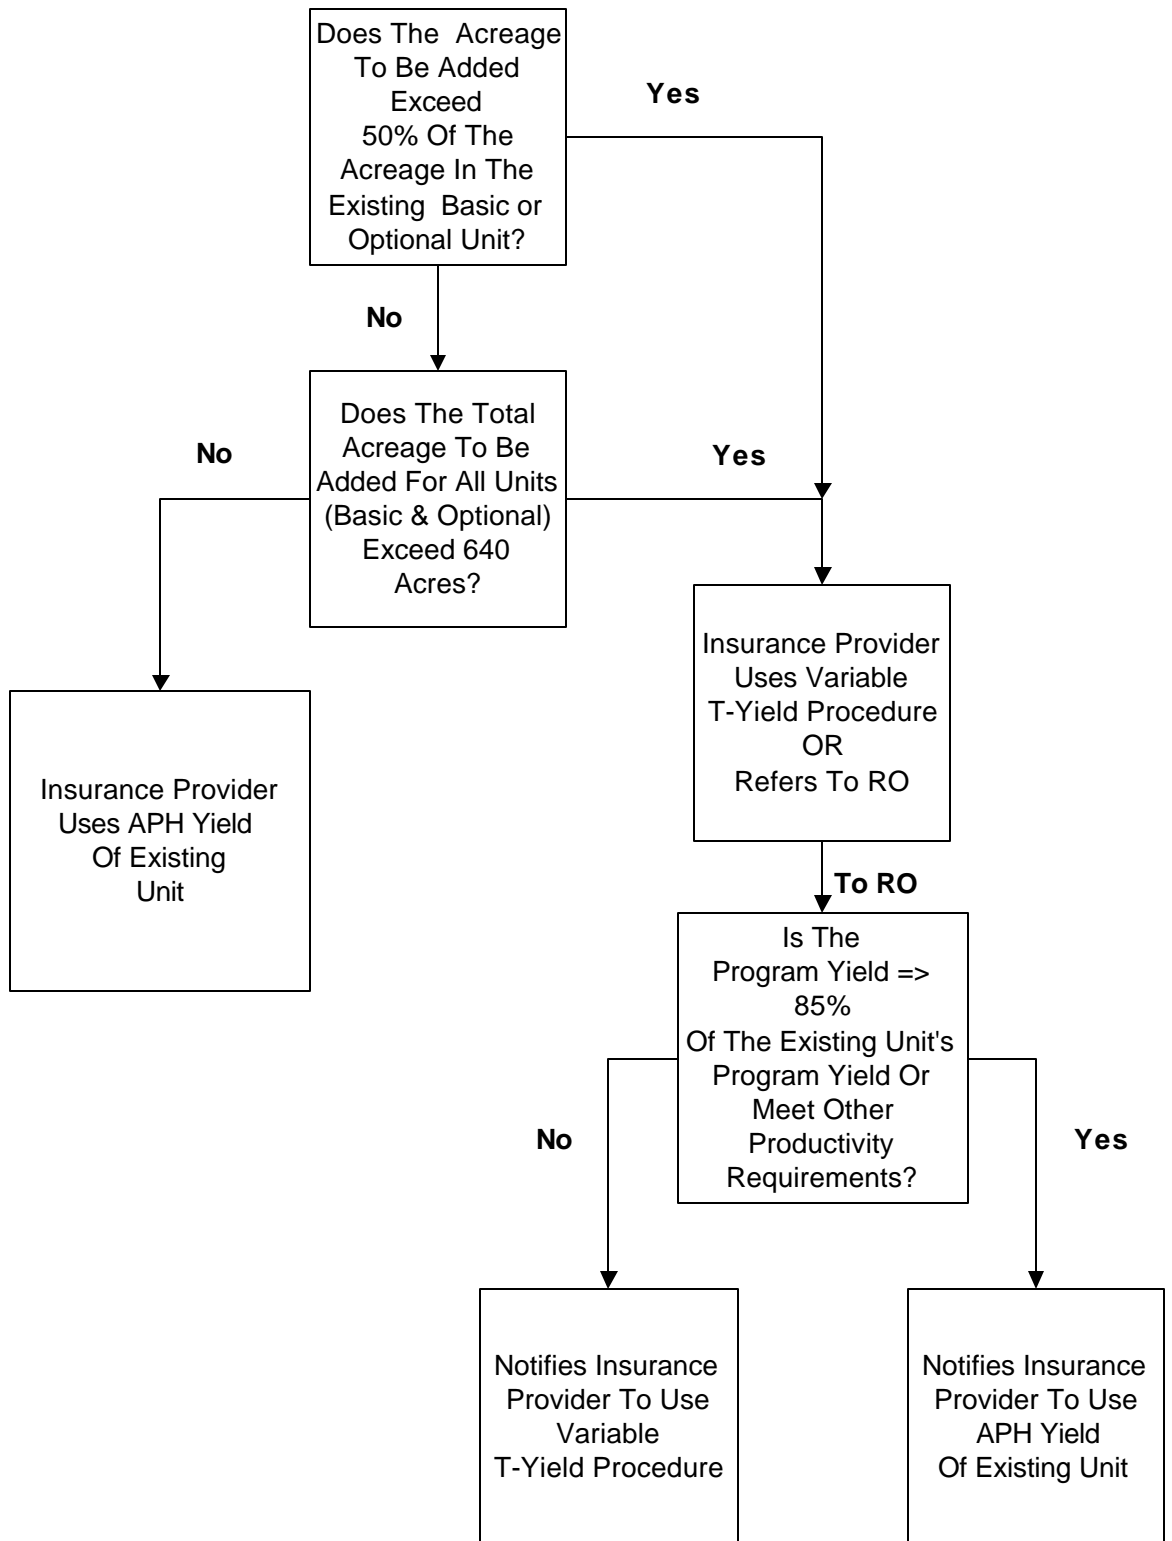 Does The Acreage
To Be Added
Exceed
50% Of The
Acreage In The
Existing Basic or
Optional Unit?
Yes
No
Does The Total
Acreage To Be
Added For All Units
(Basic & Optional)
Exceed 640
Acres?
No
Yes
Insurance Provider
Uses Variable
T-Yield Procedure
OR
Refers To RO
Insurance Provider
Uses APH Yield
Of Existing
Unit
To RO
Is The
Program Yield =>
85%
Of The Existing Unit's
Program Yield Or
Meet Other
Productivity
Requirements?
No
Yes
Notifies Insurance
Provider To Use
Variable
T-Yield Procedure
Notifies Insurance
Provider To Use
APH Yield
Of Existing Unit